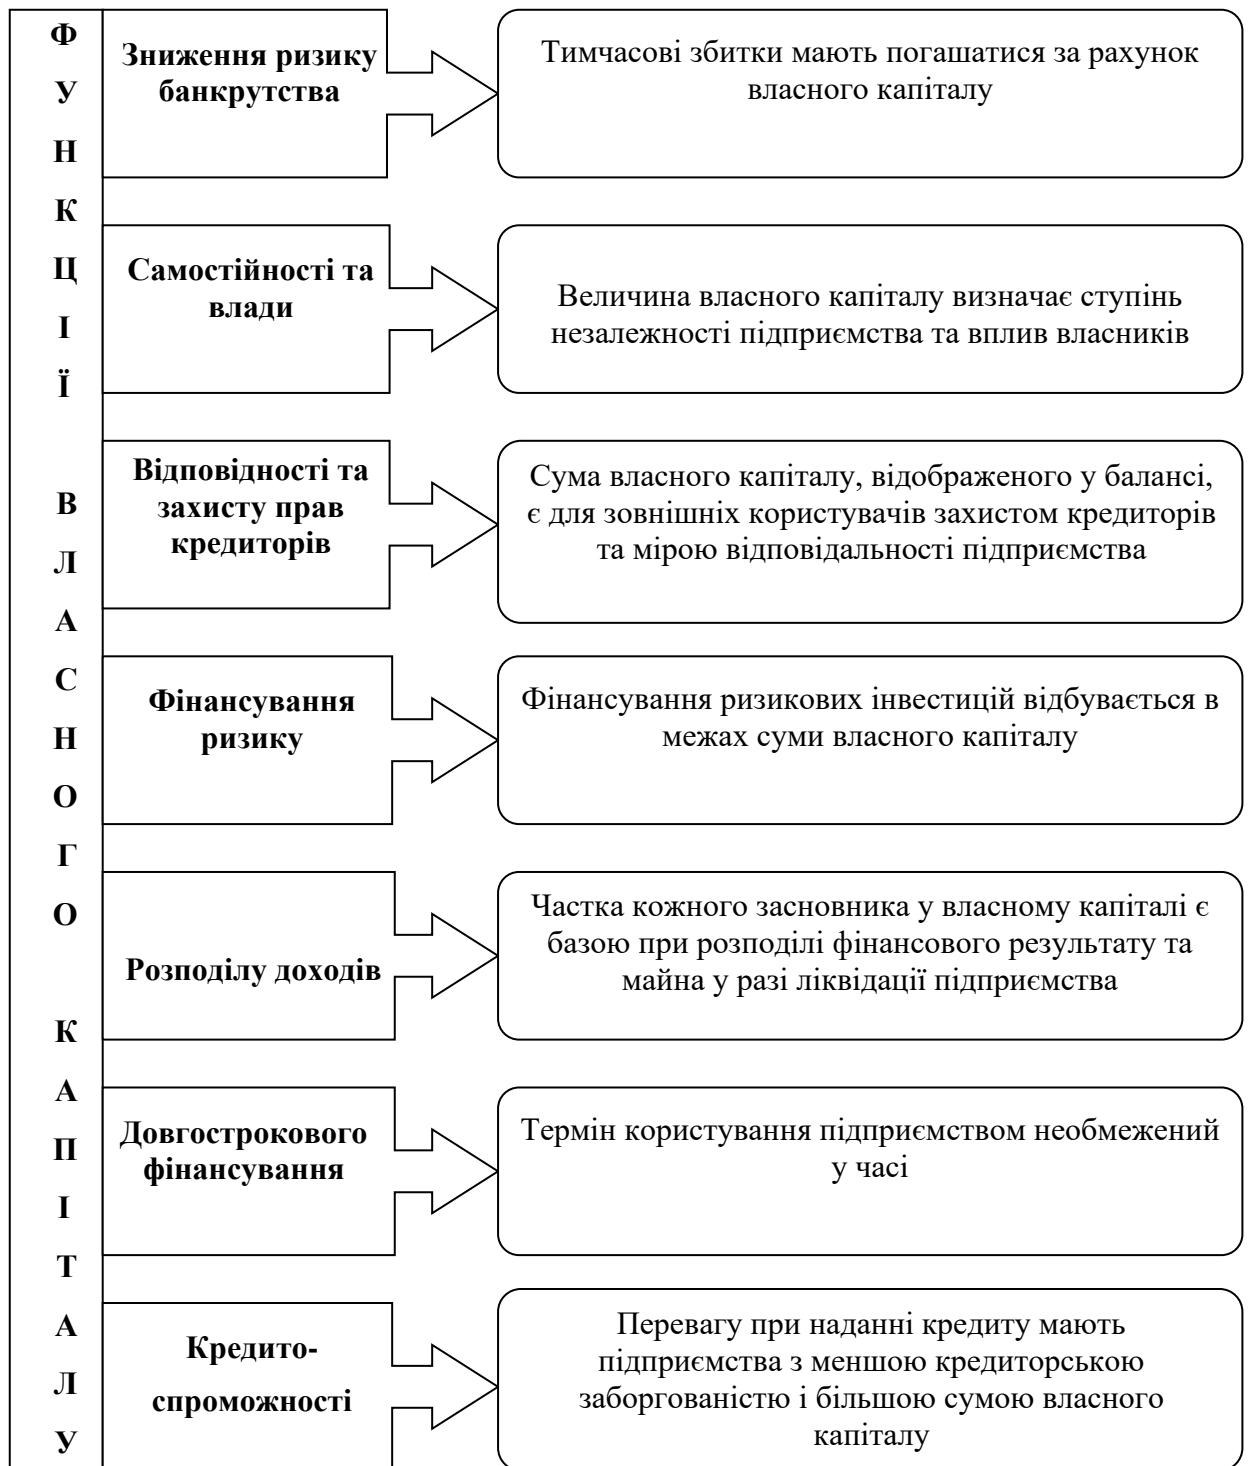 ФУНКЦІЇ ВЛАСНОГО КАПІТАЛУ
Зниження ризику
банкрутства
Тимчасові збитки мають погашатися за рахунок
власного капіталу
Самостійності та
влади
Величина власного капіталу визначає ступінь
незалежності підприємства та вплив власників
Відповідності та
захисту прав
кредиторів
Сума власного капіталу, відображеного у балансі,
є для зовнішніх користувачів захистом кредиторів
та мірою відповідальності підприємства
Фінансування
ризику
Фінансування ризикових інвестицій відбувається в
межах суми власного капіталу
Розподілу доходів
Частка кожного засновника у власному капіталі є
базою при розподілі фінансового результату та
майна у разі ліквідації підприємства
Довгострокового
фінансування
Термін користування підприємством необмежений
у часі
Кредито-
спроможності
Перевагу при наданні кредиту мають
підприємства з меншою кредиторською
заборгованістю і більшою сумою власного
капіталу